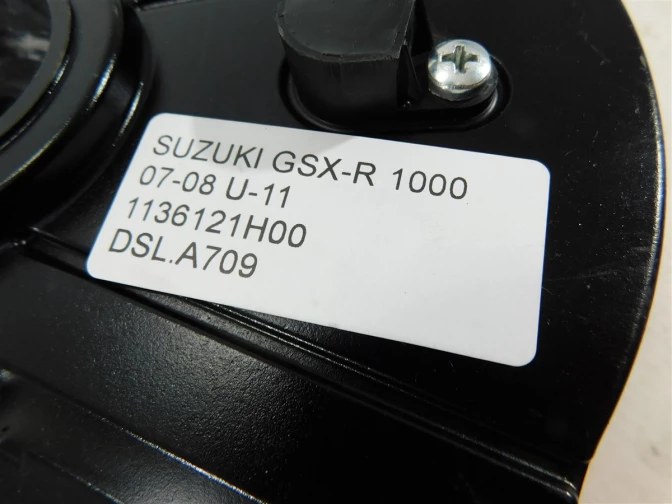 SUZUKI GSX-R 1000
07-08 U-11
1136121H00
DSL.A709